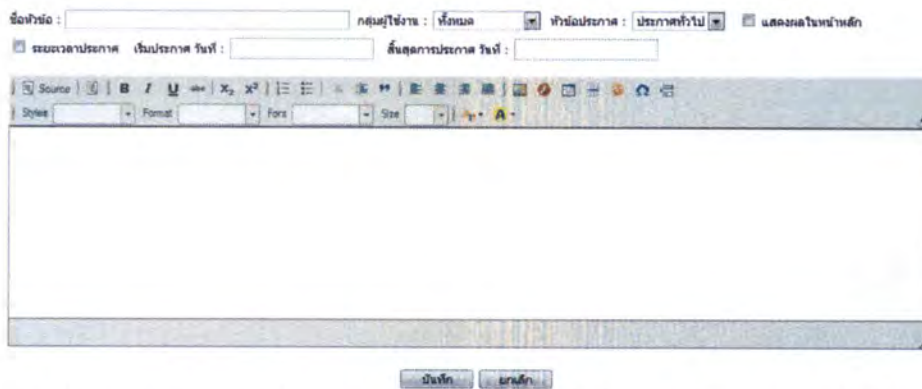 ชื่อหัวข้อ : กลุ่มผู้ใช้งาน : ทั้งหมด หัวข้อประกาศ : ประกาศทั่วไป แสดงผลในหน้าหลัก
ระยะเวลาประกาศ เริ่มประกาศ วันที่ : สิ้นสุดการประกาศ วันที่ :
Source B I U abc X₂ X²
Styles Format Font Size A A
บันทึก ยกเลิก